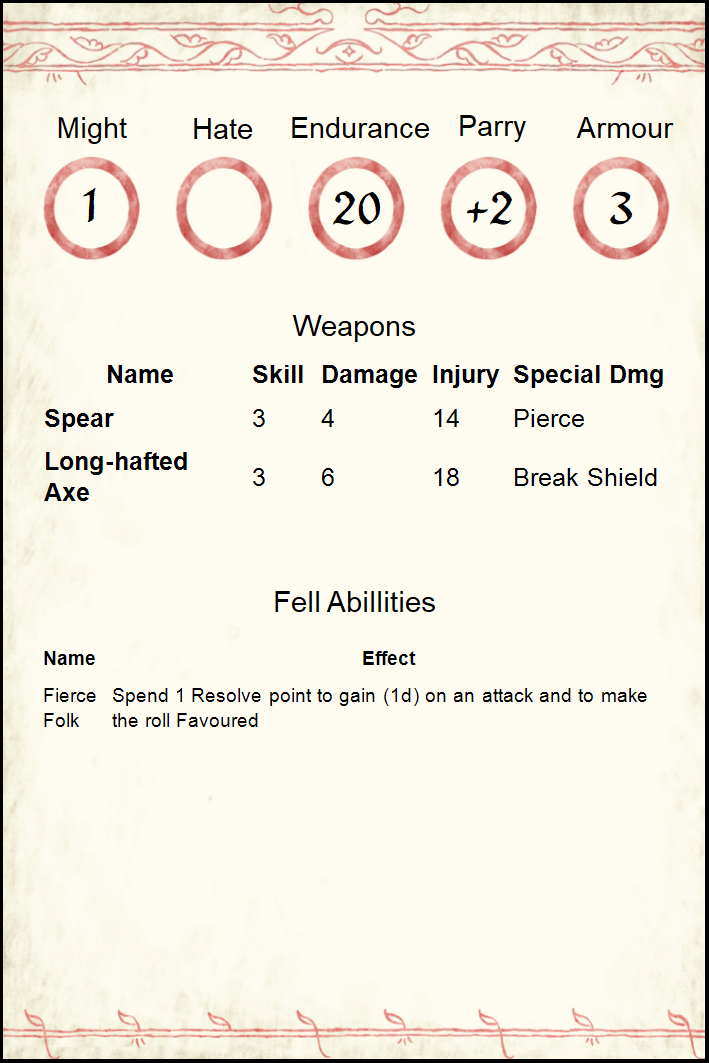 Might Hate Endurance Parry Armour
1 20 +2 3
Weapons
Name Skill Damage Injury Special Dmg
Spear 3 4 14 Pierce
Long-hafted
Axe 3 6 18 Break Shield
Fell Abillities
Name Effect
Fierce Spend 1 Resolve point to gain (1d) on an attack and to make
Folk the roll Favoured